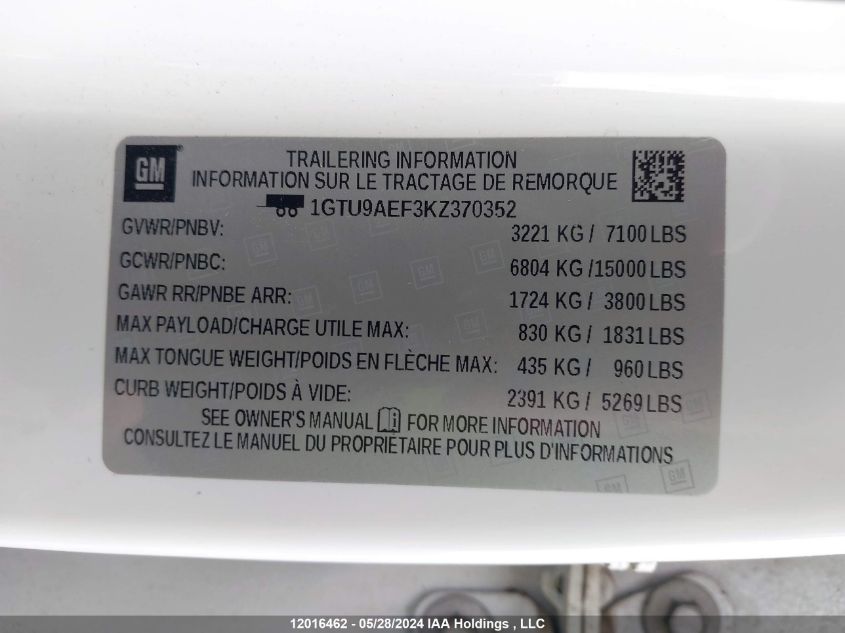 GM
TRAILERING INFORMATION
INFORMATION SUR LE TRACTAGE DE REMORQUE
1GTU9AEF3KZ370352
GVWR/PNBV: 3221 KG / 7100 LBS
GCWR/PNBC: 6804 KG /15000 LBS
GAWR RR/PNBE ARR: 1724 KG / 3800 LBS
MAX PAYLOAD/CHARGE UTILE MAX: 830 KG / 1831 LBS
MAX TONGUE WEIGHT/POIDS EN FLÈCHE MAX: 435 KG / 960 LBS
CURB WEIGHT/POIDS À VIDE: 2391 KG / 5269 LBS
SEE OWNER'S MANUAL FOR MORE INFORMATION
CONSULTEZ LE MANUEL DU PROPRIÉTAIRE POUR PLUS D'INFORMATIONS
12016462 - 05/28/2024 IAA Holdings , LLC